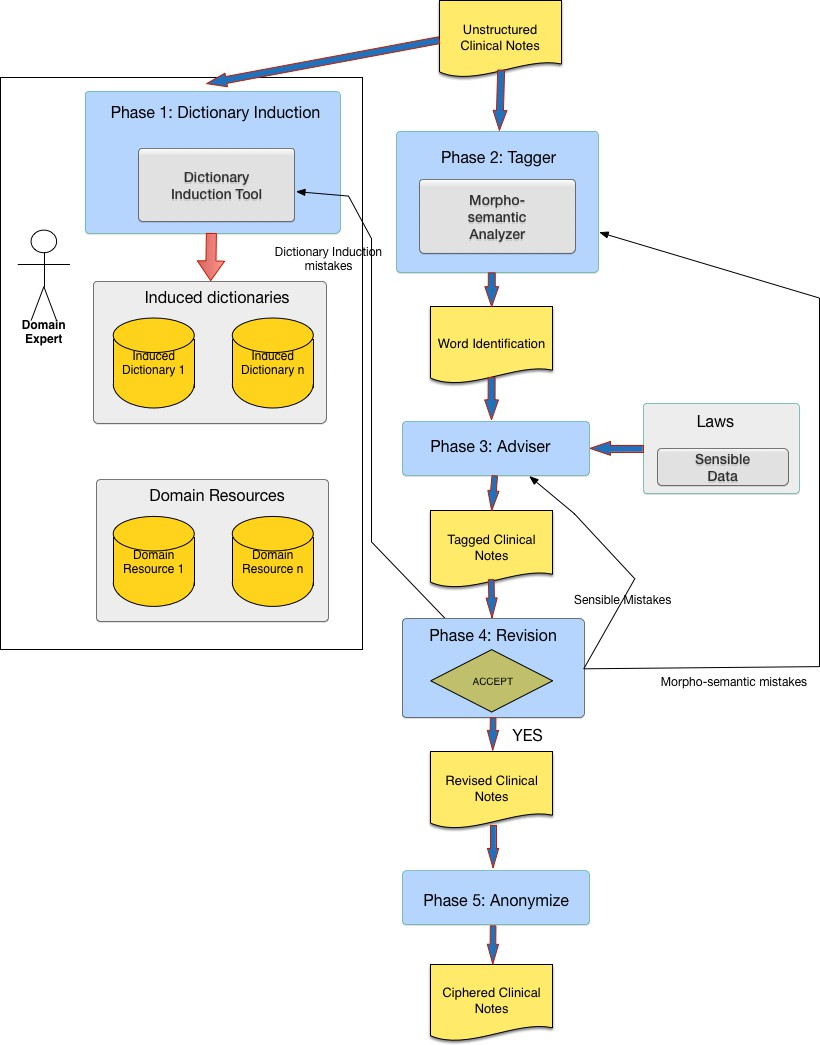 Unstructured
Clinical Notes
Phase 1: Dictionary Induction
Dictionary
Induction Tool
Phase 2: Tagger
Morpho-
semantic
Analyzer
Dictionary Induction
mistakes
Domain
Expert
Induced dictionaries
Induced
Dictionary 1
Induced
Dictionary n
Word Identification
Phase 3: Adviser
Laws
Sensible
Data
Domain Resources
Domain
Resource 1
Domain
Resource n
Tagged Clinical
Notes
Sensible Mistakes
Phase 4: Revision
ACCEPT
Morpho-semantic mistakes
YES
Revised Clinical
Notes
Phase 5: Anonymize
Ciphered Clinical
Notes